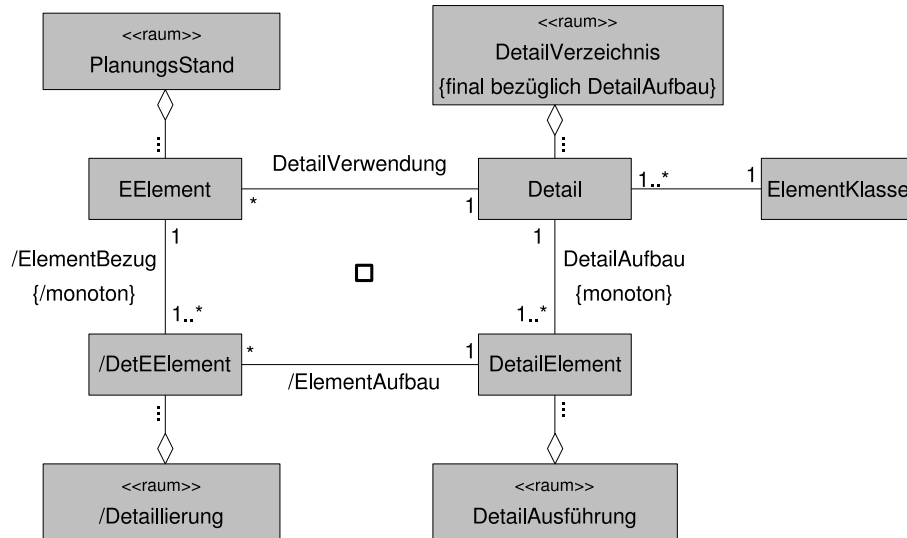 <<raum>>
PlanungsStand
<<raum>>
DetailVerzeichnis
{final bezüglich DetailAufbau}
EElement
DetailVerwendung
*
1
Detail
1..*
1
ElementKlasse
1
/ElementBezug
{/monoton}
1..*
1
DetailAufbau
{monoton}
1..*
/DetEElement
*
1
/ElementAufbau
DetailElement
<<raum>>
/Detaillierung
<<raum>>
DetailAusführung